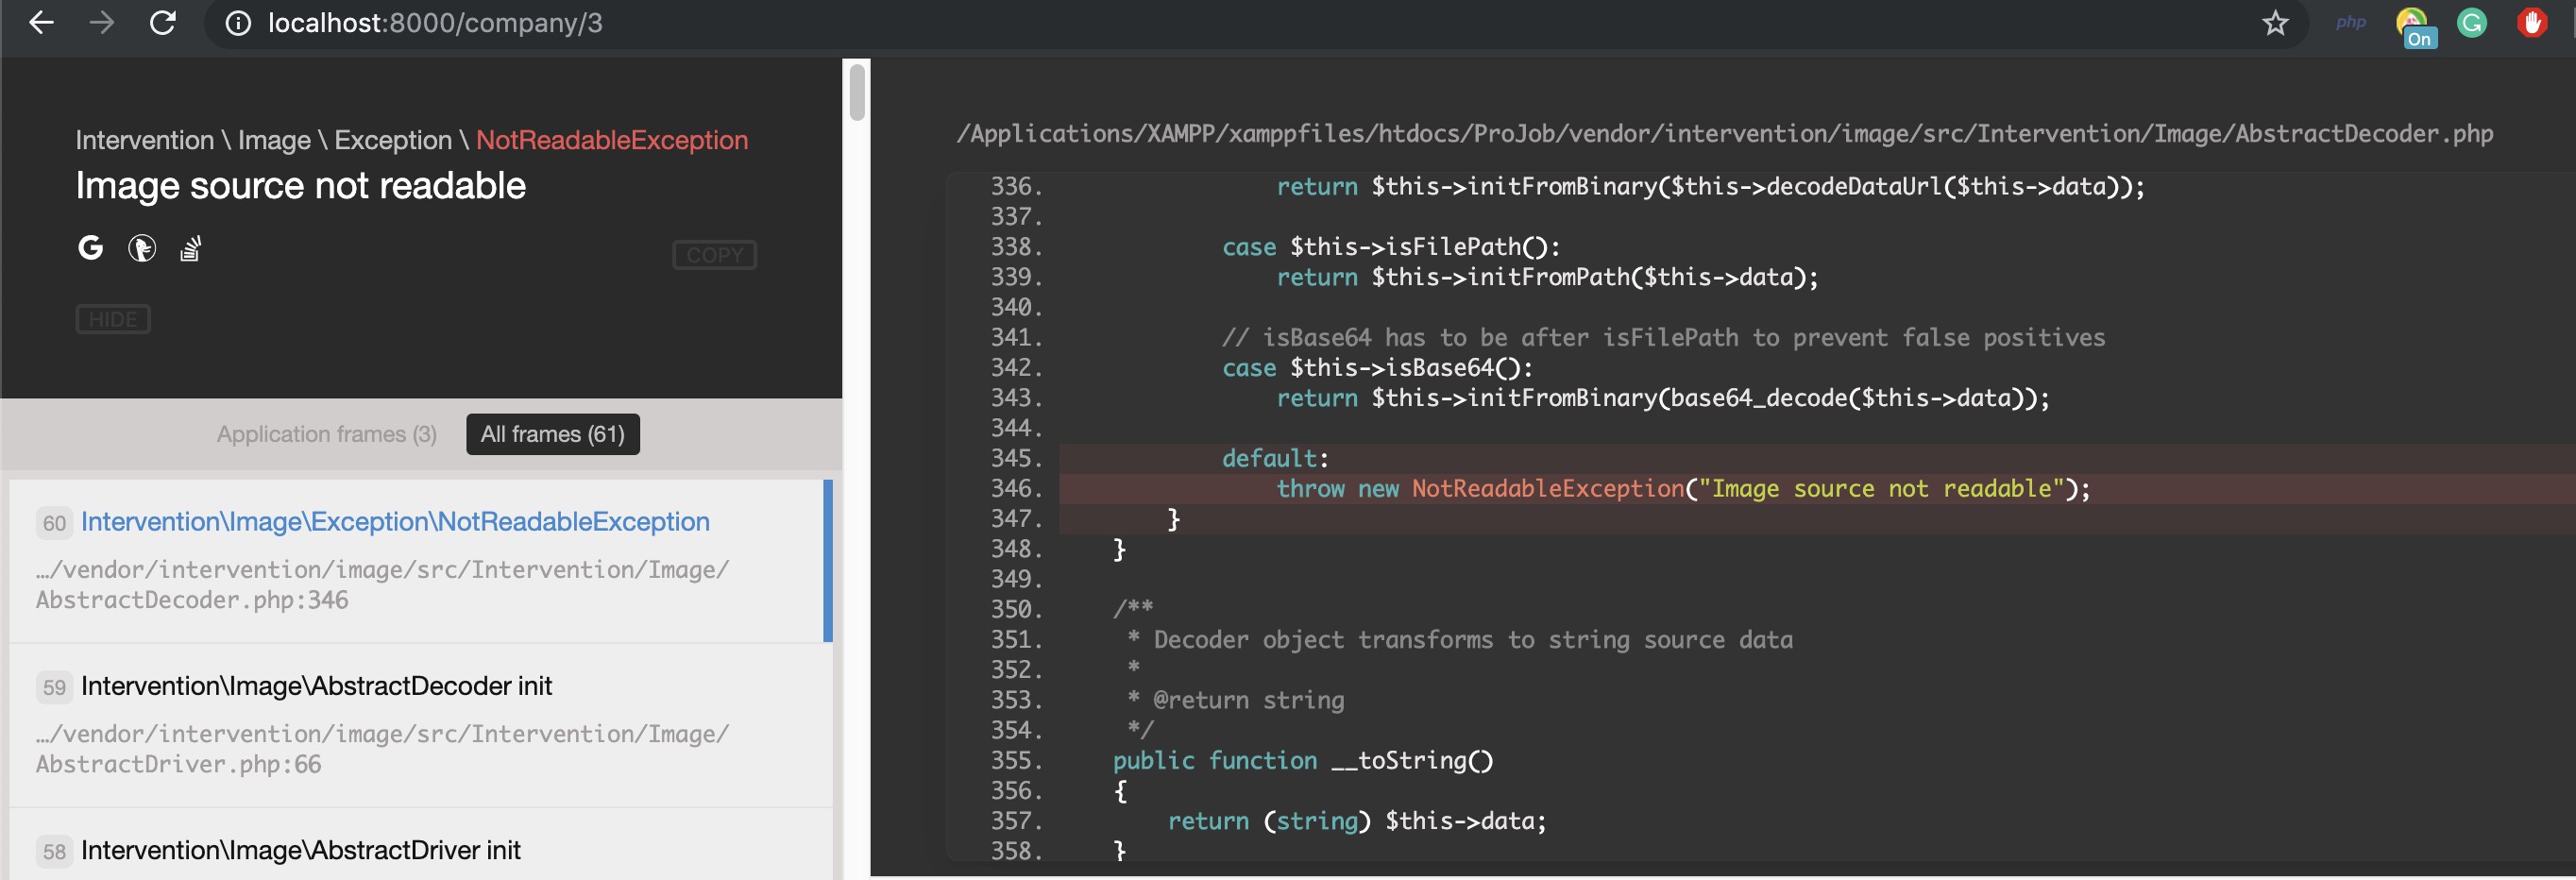 localhost:8000/company/3
php
On
Intervention \ Image \ Exception \ NotReadableException
Image source not readable
COPY
HIDE
Application frames (3)
All frames (61)
60 Intervention\Image\Exception\NotReadableException
…/vendor/intervention/image/src/Intervention/Image/
AbstractDecoder.php:346
59 Intervention\Image\AbstractDecoder init
…/vendor/intervention/image/src/Intervention/Image/
AbstractDriver.php:66
58 Intervention\Image\AbstractDriver init
/Applications/XAMPP/xamppfiles/htdocs/ProJob/vendor/intervention/image/src/Intervention/Image/AbstractDecoder.php
336.                 return $this->initFromBinary($this->decodeDataUrl($this->data));
337.
338.             case $this->isFilePath():
339.                 return $this->initFromPath($this->data);
340.
341.             // isBase64 has to be after isFilePath to prevent false positives
342.             case $this->isBase64():
343.                 return $this->initFromBinary(base64_decode($this->data));
344.
345.             default:
346.                 throw new NotReadableException("Image source not readable");
347.         }
348.     }
349.
350.     /**
351.      * Decoder object transforms to string source data
352.      *
353.      * @return string
354.      */
355.     public function __toString()
356.     {
357.         return (string) $this->data;
358.     }